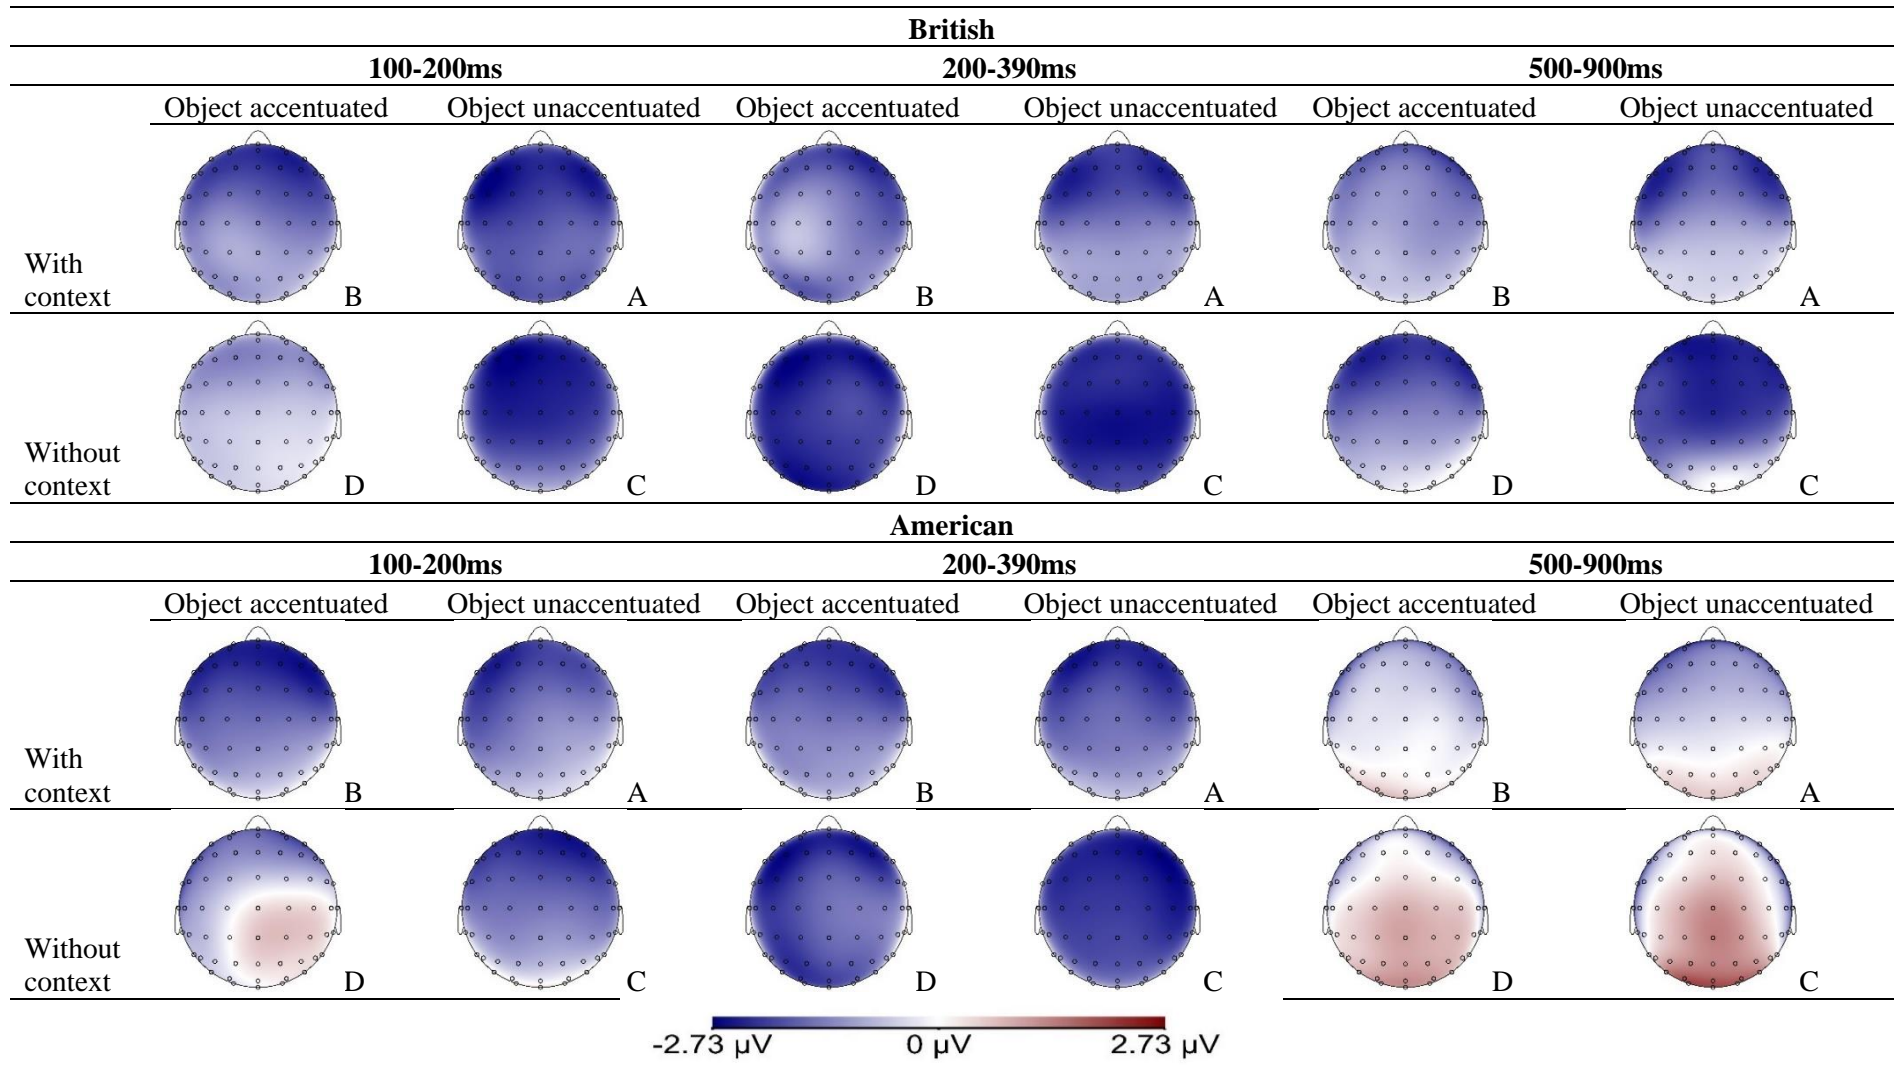 British
100-200ms 200-390ms 500-900ms
Object accentuated Object unaccentuated Object accentuated Object unaccentuated Object accentuated Object unaccentuated
With
context B A B A B A
Without
context D C D C D C
American
100-200ms 200-390ms 500-900ms
Object accentuated Object unaccentuated Object accentuated Object unaccentuated Object accentuated Object unaccentuated
With
context B A B A B A
Without
context D C D C D C
-2.73 µV 0 µV 2.73 µV